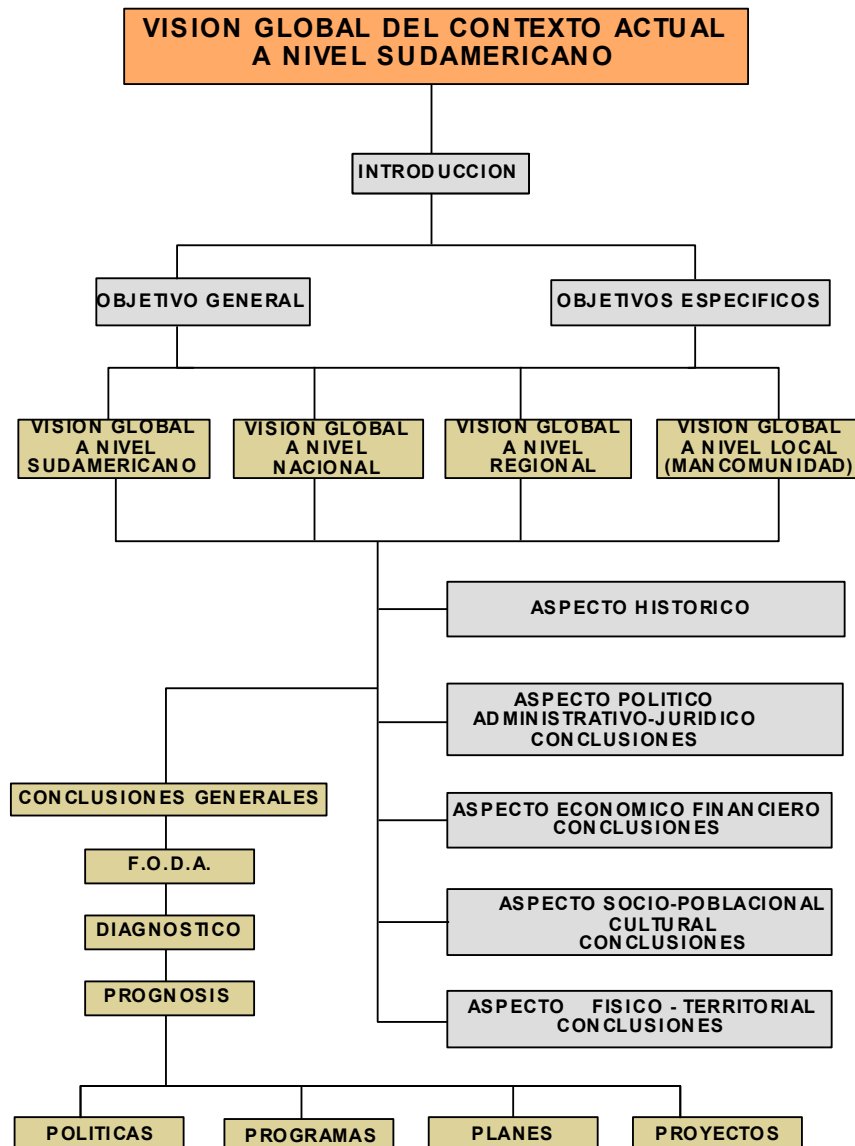 VISION GLOBAL DEL CONTEXTO ACTUAL
A NIVEL SUDAMERICANO
INTRODUCCION
OBJETIVO GENERAL
OBJETIVOS ESPECIFICOS
VISION GLOBAL
A NIVEL
SUDAMERICANO
VISION GLOBAL
A NIVEL
NACIONAL
VISION GLOBAL
A NIVEL
REGIONAL
VISION GLOBAL
A NIVEL LOCAL
(MANCOMUNIDAD)
ASPECTO HISTORICO
ASPECTO POLITICO
ADMINISTRATIVO-JURIDICO
CONCLUSIONES
ASPECTO ECONOMICO FINANCIERO
CONCLUSIONES
ASPECTO SOCIO-POBLACIONAL
CULTURAL
CONCLUSIONES
ASPECTO FISICO - TERRITORIAL
CONCLUSIONES
CONCLUSIONES GENERALES
F.O.D.A.
DIAGNOSTICO
PROGNOSIS
POLITICAS
PROGRAMAS
PLANES
PROYECTOS